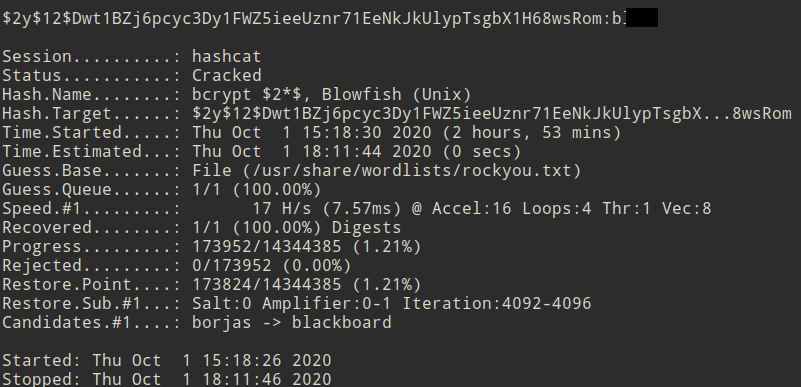 $2y$12$Dwt1BZj6pcyc3Dy1FWZ5ieeUznr71EeNkJkUlypTsgbX1H68wsRom:bl
Session..........: hashcat
Status...........: Cracked
Hash.Name........: bcrypt $2*$, Blowfish (Unix)
Hash.Target......: $2y$12$Dwt1BZj6pcyc3Dy1FWZ5ieeUznr71EeNkJkUlypTsgbX...8wsRom
Time.Started.....: Thu Oct  1 15:18:30 2020 (2 hours, 53 mins)
Time.Estimated...: Thu Oct  1 18:11:44 2020 (0 secs)
Guess.Base.......: File (/usr/share/wordlists/rockyou.txt)
Guess.Queue......: 1/1 (100.00%)
Speed.#1.........:       17 H/s (7.57ms) @ Accel:16 Loops:4 Thr:1 Vec:8
Recovered........: 1/1 (100.00%) Digests
Progress.........: 173952/14344385 (1.21%)
Rejected.........: 0/173952 (0.00%)
Restore.Point....: 173824/14344385 (1.21%)
Restore.Sub.#1...: Salt:0 Amplifier:0-1 Iteration:4092-4096
Candidates.#1....: borjas -> blackboard
Started: Thu Oct  1 15:18:26 2020
Stopped: Thu Oct  1 18:11:46 2020